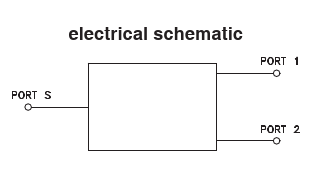 electrical schematic
PORT 1
PORT S
PORT 2